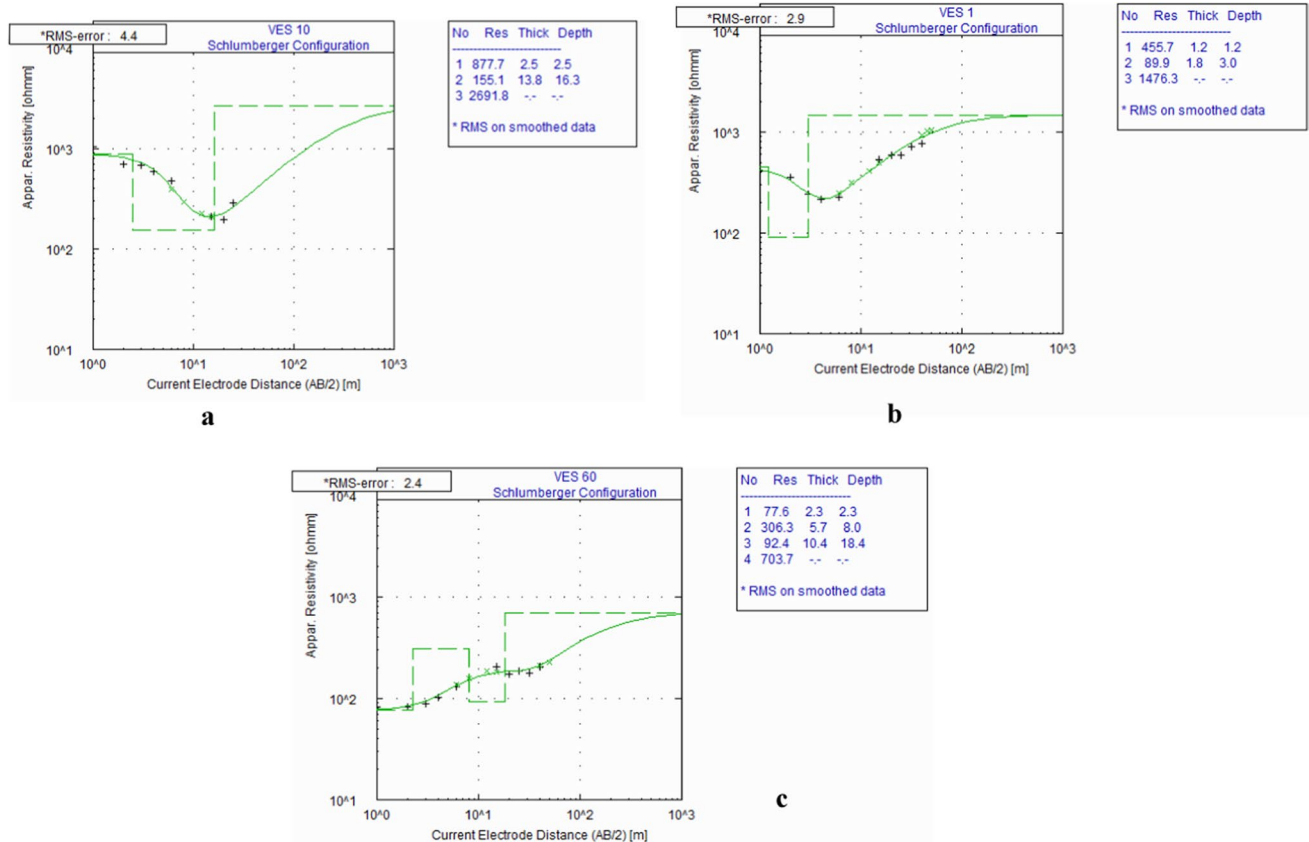 *RMS-error : 4.4
VES 10
Schlumberger Configuration
Appar. Resistivity [ohmm]
10^4
10^3
10^2
10^1
10^0 10^1 10^2 10^3
Current Electrode Distance (AB/2) [m]
No Res Thick Depth
1 877.7 2.5 2.5
2 155.1 13.8 16.3
3 2691.8 -.- -.-
* RMS on smoothed data
a
*RMS-error : 2.9
VES 1
Schlumberger Configuration
Appar. Resistivity [ohmm]
10^4
10^3
10^2
10^1
10^0 10^1 10^2 10^3
Current Electrode Distance (AB/2) [m]
No Res Thick Depth
1 455.7 1.2 1.2
2 89.9 1.8 3.0
3 1476.3 -.- -.-
* RMS on smoothed data
b
*RMS-error : 2.4
VES 60
Schlumberger Configuration
Appar. Resistivity [ohmm]
10^4
10^3
10^2
10^1
10^0 10^1 10^2 10^3
Current Electrode Distance (AB/2) [m]
No Res Thick Depth
1 77.6 2.3 2.3
2 306.3 5.7 8.0
3 92.4 10.4 18.4
4 703.7 -.- -.-
* RMS on smoothed data
c